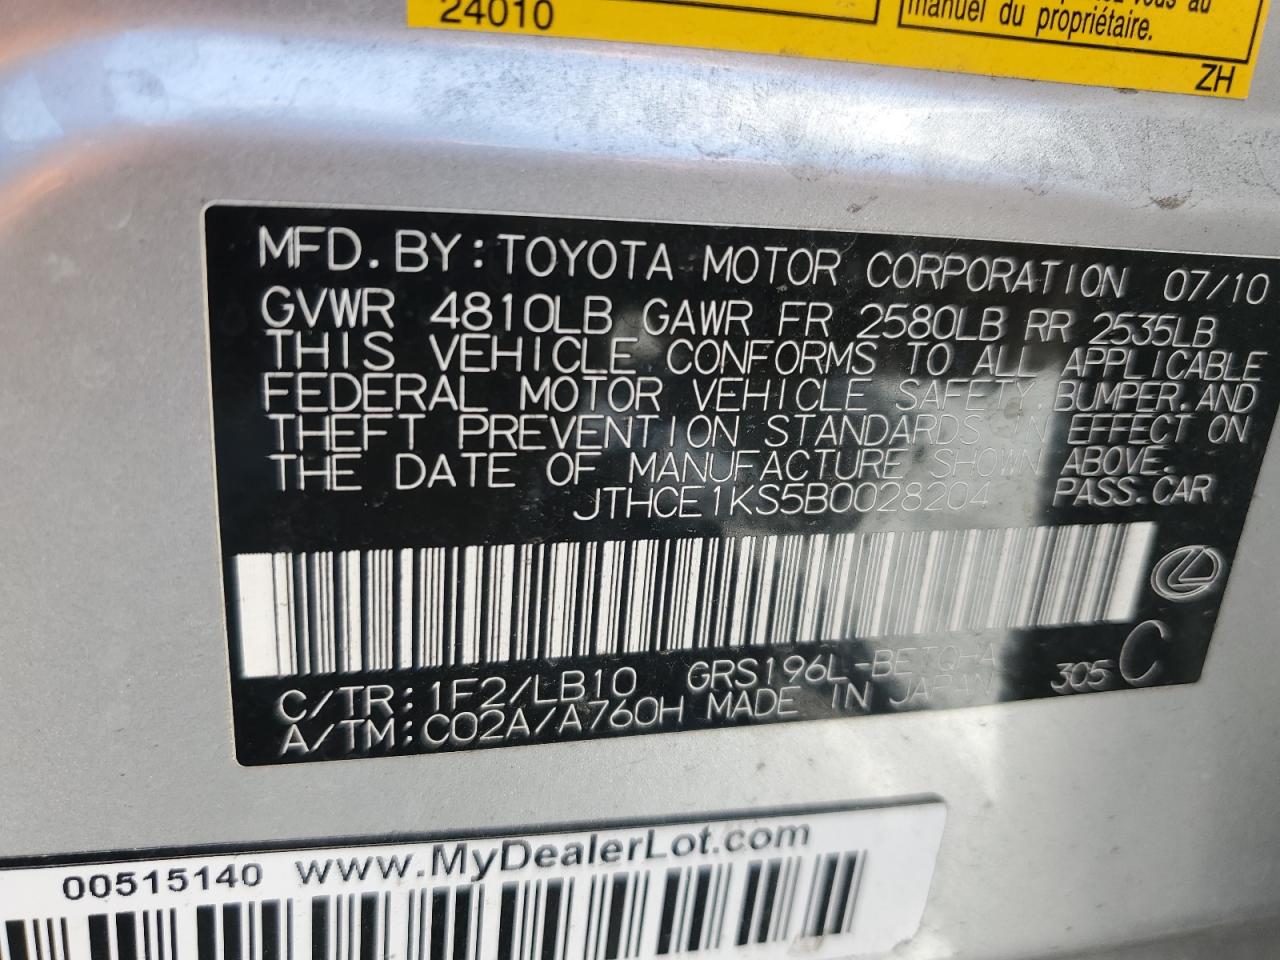 24010
manuel du propriétaire.
ZH
MFD. BY: TOYOTA MOTOR CORPORATION 07/10
GVWR 4810LB GAWR FR 2580LB RR 2535LB
THIS VEHICLE CONFORMS TO ALL APPLICABLE
FEDERAL MOTOR VEHICLE SAFETY, BUMPER, AND
THEFT PREVENTION STANDARDS IN EFFECT ON
THE DATE OF MANUFACTURE SHOWN ABOVE.
JTHCE1KS5B0028204 PASS. CAR
C/TR: 1F2/LB10 GRS196L-BETQHA 305 C
A/TM: C02A/A760H MADE IN JAPAN
00515140 www.MyDealerLot.com